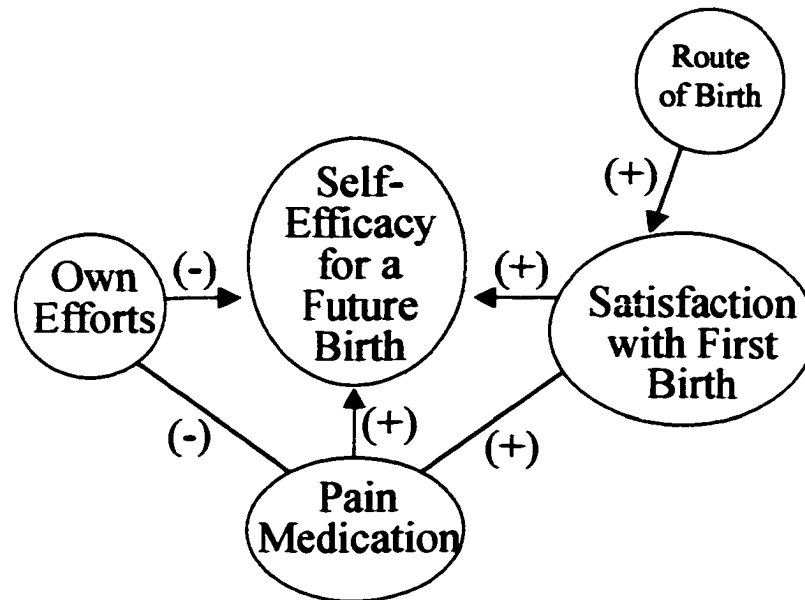 Route
of Birth
(+)
Self-
Efficacy
for a
Future
Birth
Own
Efforts
(-)
(+)
Satisfaction
with First
Birth
(-)
(+)
(+)
Pain
Medication